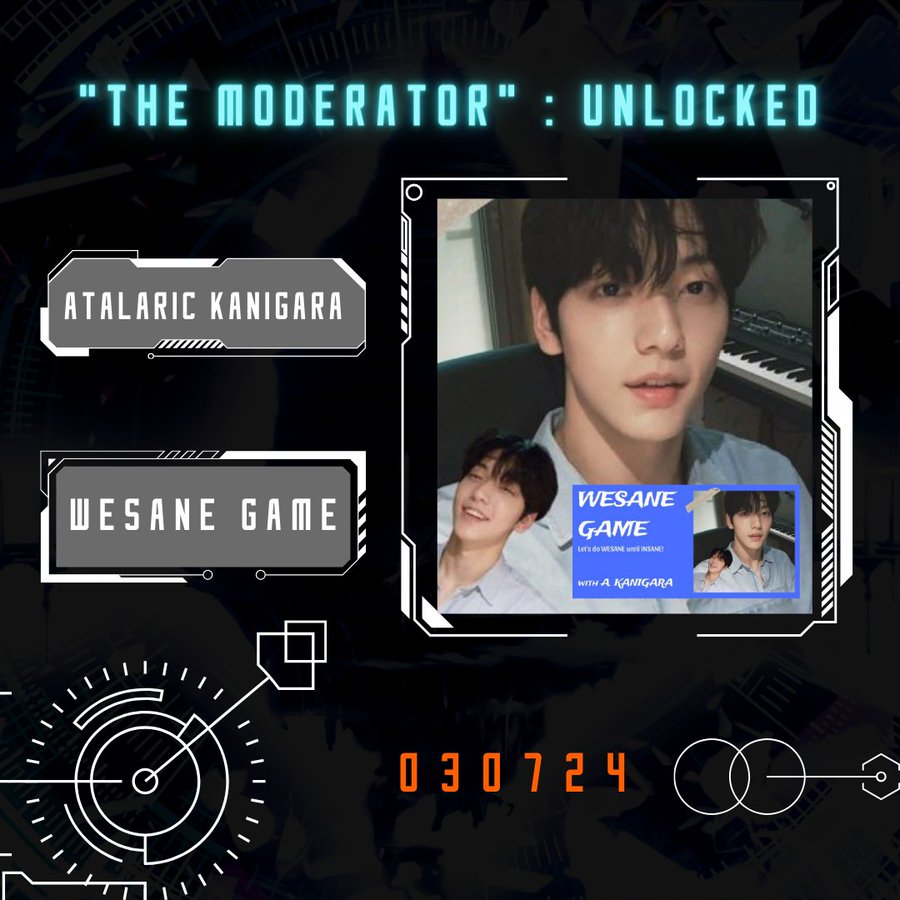 "THE MODERATOR" : UNLOCKED
ATALARIC KANIGARA
WESANE GAME
WESANE
GAME
Let's do WESANE until INSANE!
WITH A KANIGARA
030724